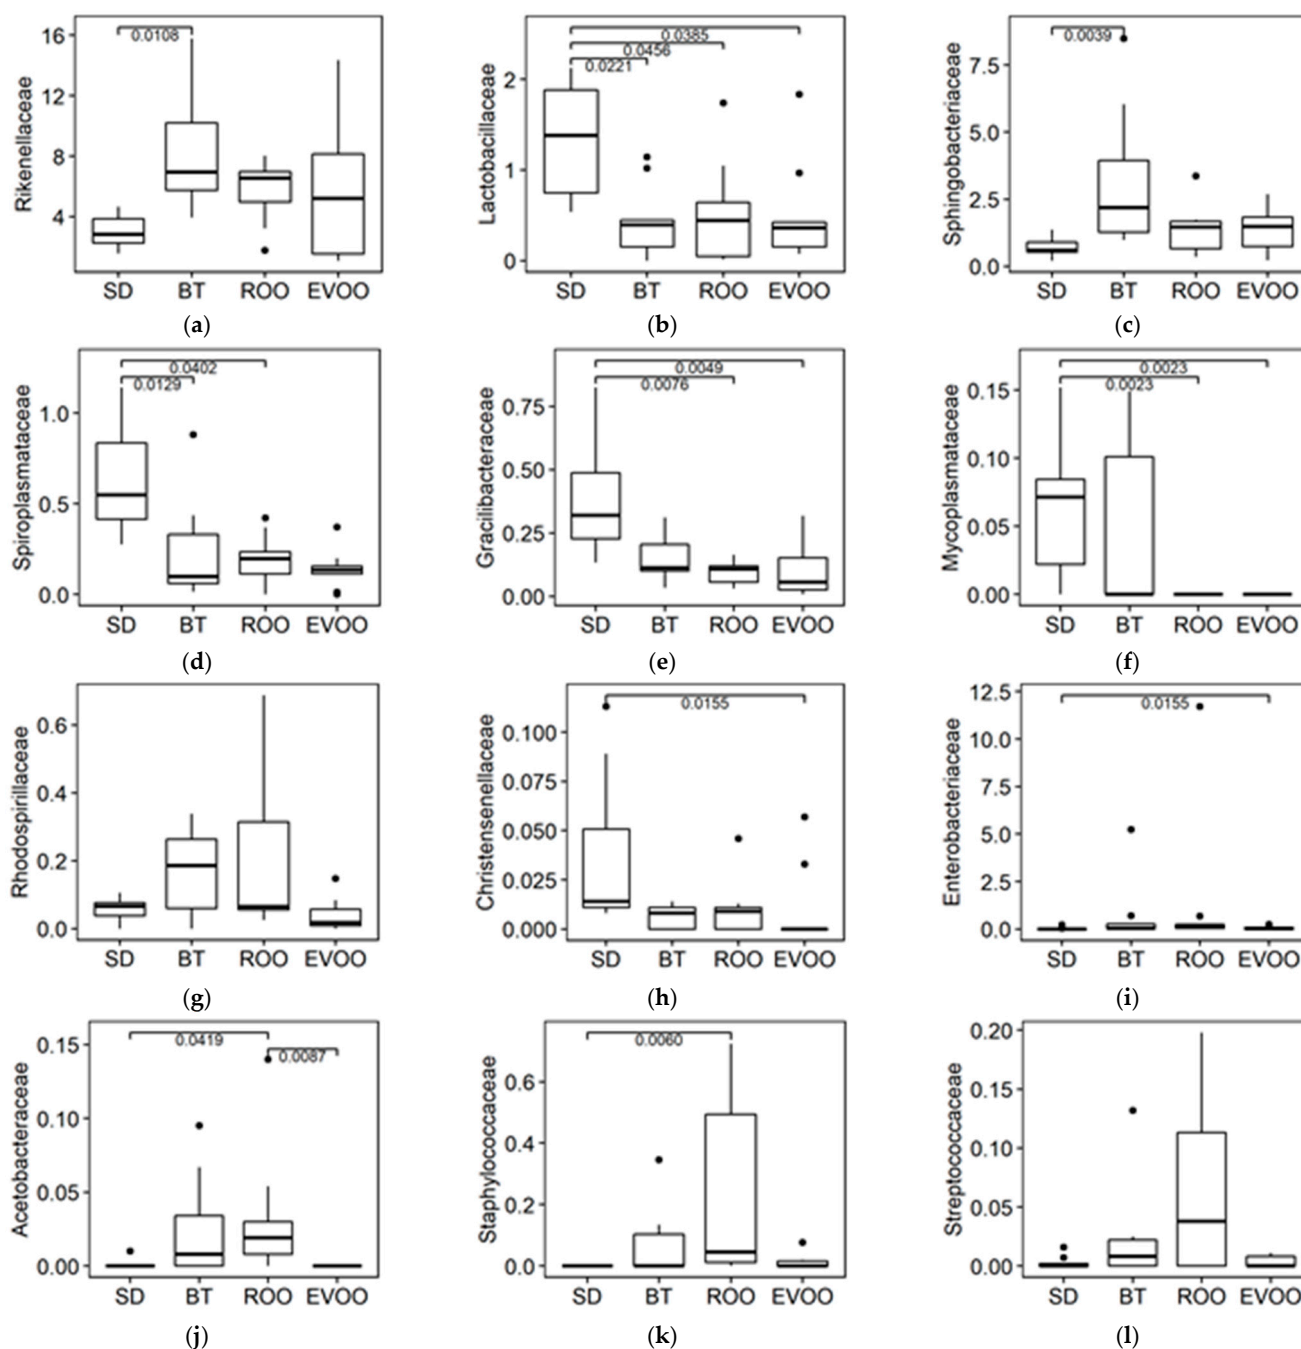 Rikenellaceae
16
12
8
4
0.0108
SD BT ROO EVOO
(a)
Lactobacillaceae
2
1
0
0.0385
0.0456
0.0221
SD BT ROO EVOO
(b)
Sphingobacteriaceae
7.5
5.0
2.5
0.0
0.0039
SD BT ROO EVOO
(c)
Spiroplasmataceae
1.0
0.5
0.0
0.0402
0.0129
SD BT ROO EVOO
(d)
Gracilibacteraceae
0.75
0.50
0.25
0.00
0.0049
0.0076
SD BT ROO EVOO
(e)
Mycoplasmataceae
0.15
0.10
0.05
0.00
0.0023
0.0023
SD BT ROO EVOO
(f)
Rhodospirillaceae
0.6
0.4
0.2
0.0
SD BT ROO EVOO
(g)
Christensenellaceae
0.100
0.075
0.050
0.025
0.000
0.0155
SD BT ROO EVOO
(h)
Enterobacteriaceae
12.5
10.0
7.5
5.0
2.5
0.0
0.0155
SD BT ROO EVOO
(i)
Acetobacteraceae
0.15
0.10
0.05
0.00
0.0419
0.0087
SD BT ROO EVOO
(j)
Staphylococcaceae
0.6
0.4
0.2
0.0
0.0060
SD BT ROO EVOO
(k)
Streptococcaceae
0.20
0.15
0.10
0.05
0.00
SD BT ROO EVOO
(l)